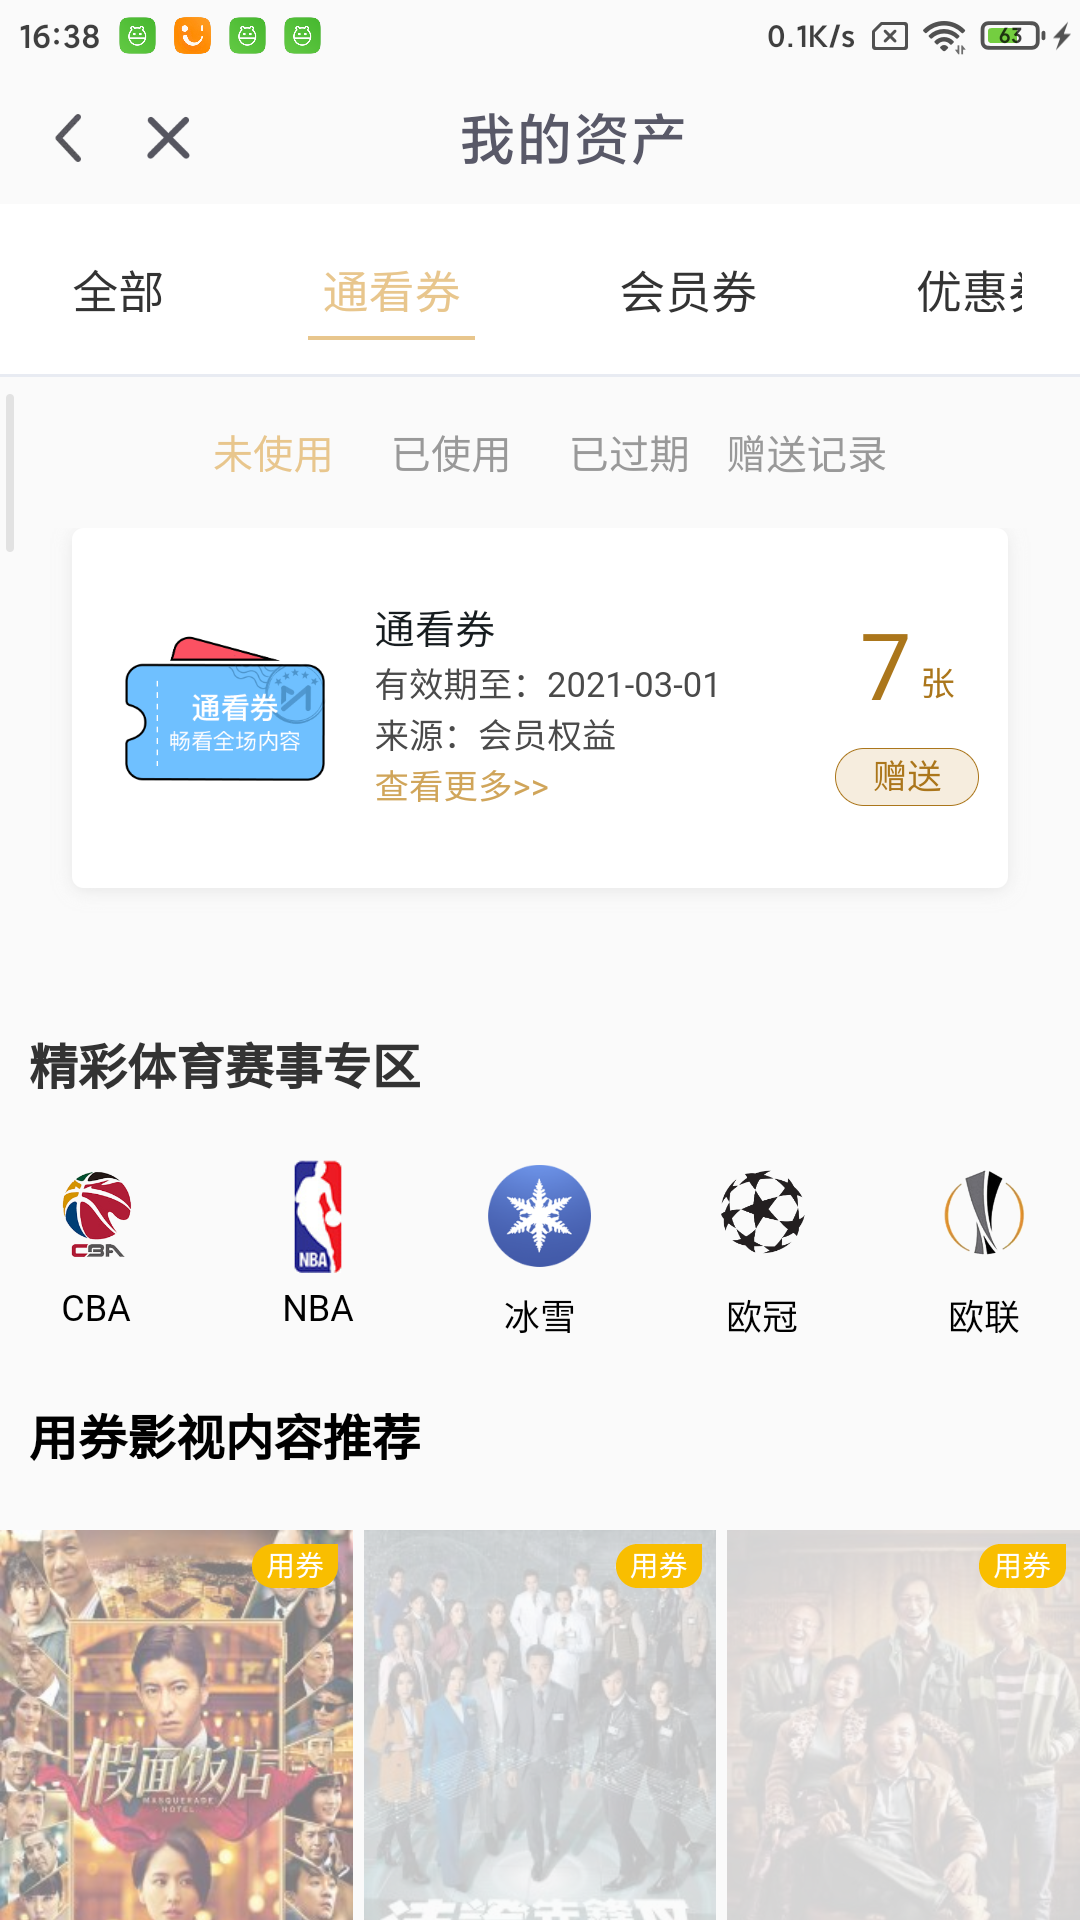 16:38
0.1K/s
63
我的资产
全部
通看券
会员券
优惠
未使用
已使用
已过期
赠送记录
通看券
有效期至：2021-03-01
来源：会员权益
查看更多>>
7 张
赠送
通看券
畅看全场内容
精彩体育赛事专区
CBA
NBA
CBA
NBA
冰雪
欧冠
欧联
用券影视内容推荐
用券
用券
用券
假面饭店
MASQUERADE
HOTEL